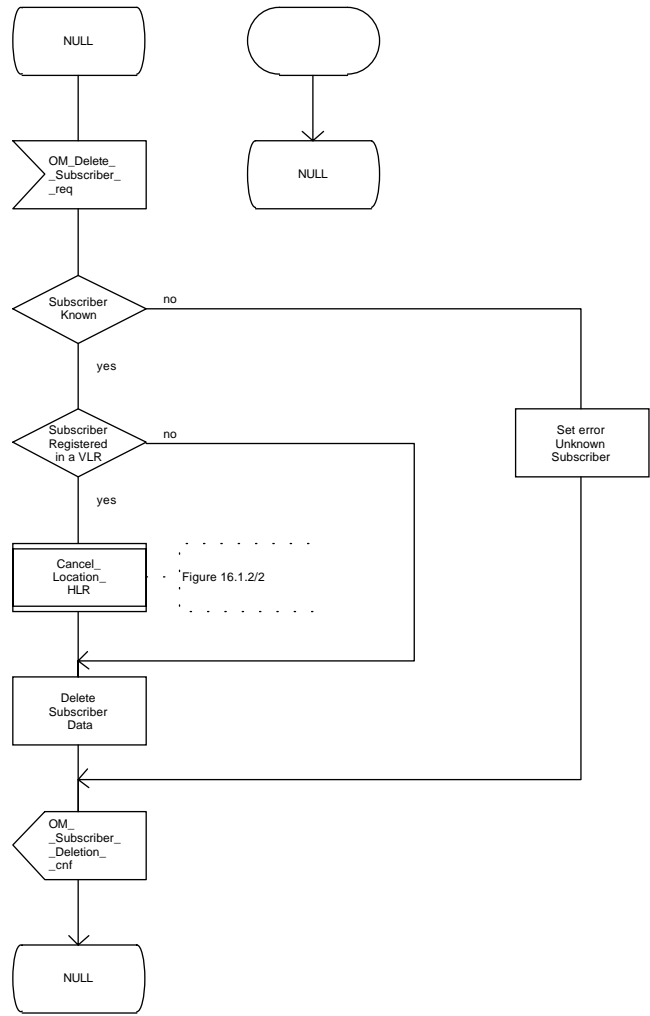 NULL
OM_Delete_
_Subscriber_
_req
NULL
Subscriber
Known
no
yes
Subscriber
Registered
in a VLR
no
Set error
Unknown
Subscriber
yes
Cancel_
Location_
HLR
Figure 16.1.2/2
Delete
Subscriber
Data
OM_
_Subscriber_
_Deletion_
_cnf
NULL